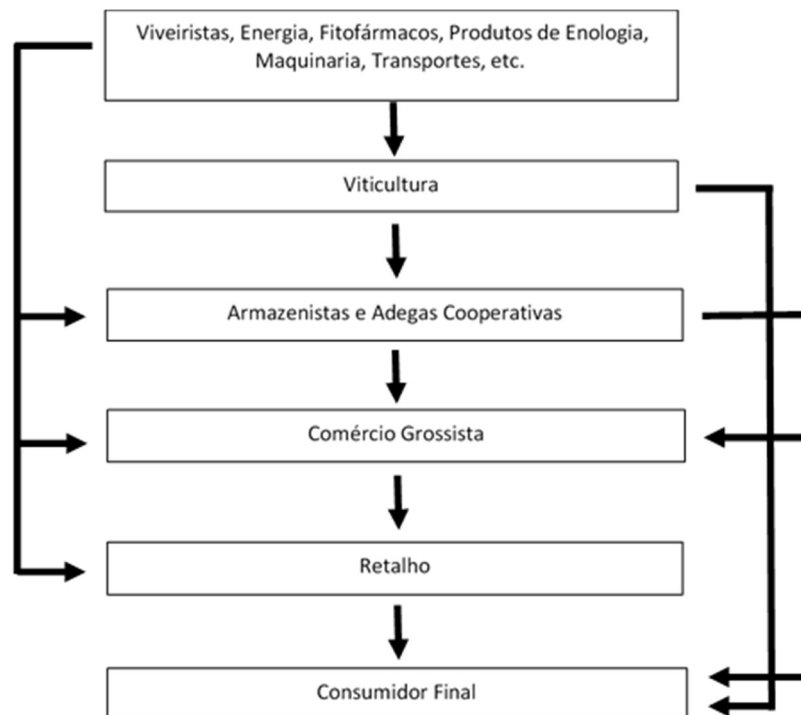 Viveiristas, Energia, Fitofármacos, Produtos de Enologia,
Maquinaria, Transportes, etc.
Viticultura
Armazenistas e Adegas Cooperativas
Comércio Grossista
Retalho
Consumidor Final